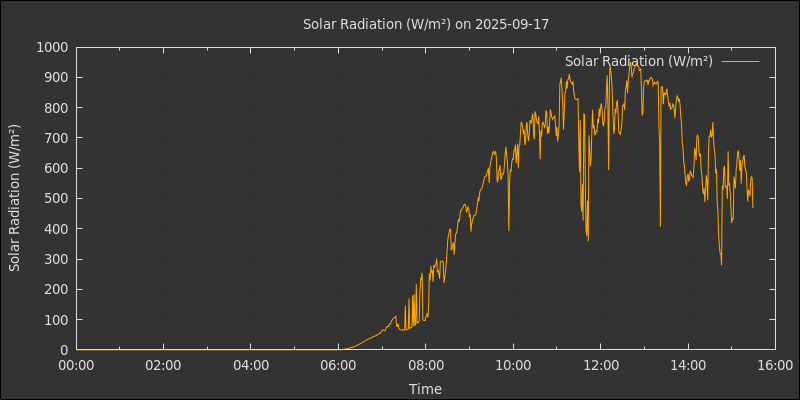 Solar Radiation (W/m²) on 2025-09-17
Solar Radiation (W/m²)
Solar Radiation (W/m²)
1000
900
800
700
600
500
400
300
200
100
0
00:00 02:00 04:00 06:00 08:00 10:00 12:00 14:00 16:00
Time